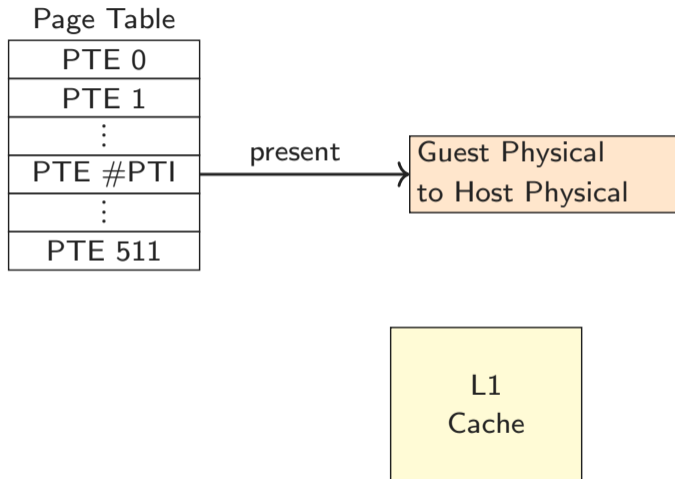 Page Table
PTE 0
PTE 1
⋮
PTE #PTI
⋮
PTE 511
present
Guest Physical
to Host Physical
L1
Cache